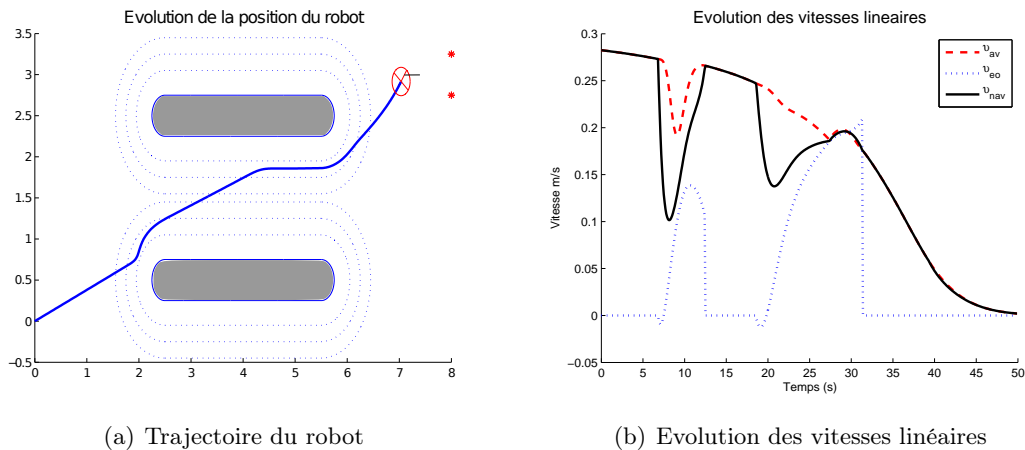 Evolution de la position du robot
3.5
3
2.5
2
1.5
1
0.5
0
−0.5
0 1 2 3 4 5 6 7 8
(a) Trajectoire du robot
Evolution des vitesses lineaires
Vitesse m/s
0.3
0.25
0.2
0.15
0.1
0.05
0
−0.05
0 5 10 15 20 25 30 35 40 45 50
Temps (s)
υav
υeo
υnav
(b) Evolution des vitesses linéaires